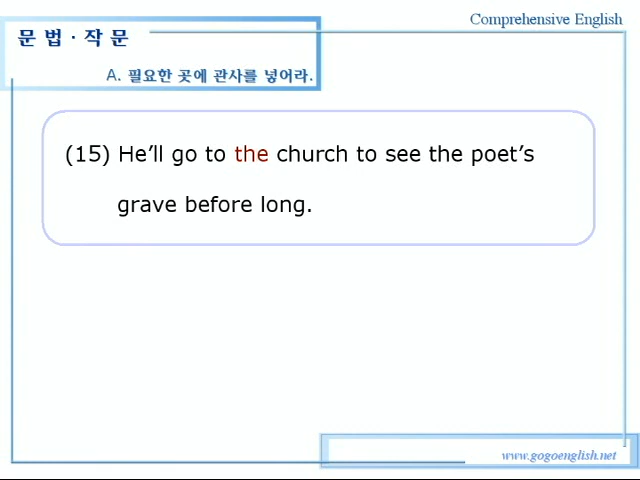 Comprehensive English
문 법 · 작 문
A. 필요한 곳에 관사를 넣어라.
(15) He’ll go to the church to see the poet’s
grave before long.
www.gogoenglish.net